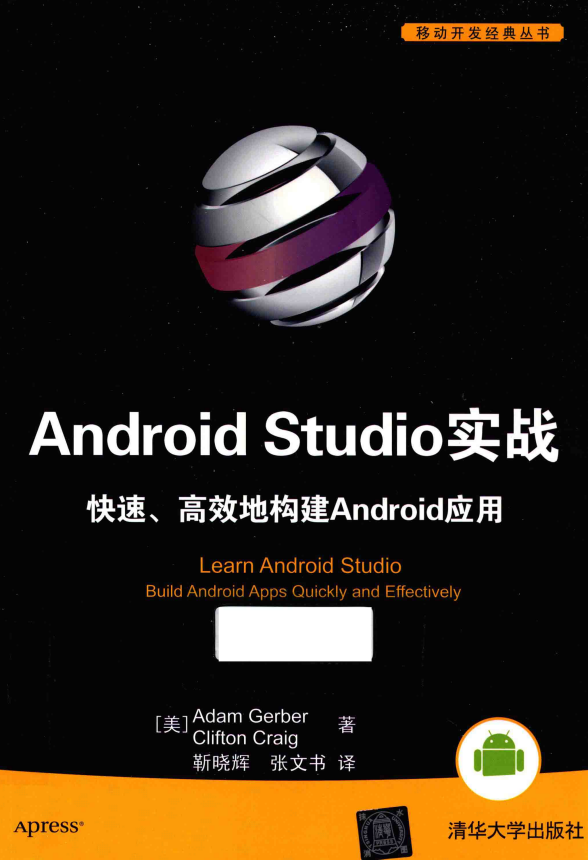 移动开发经典丛书
Android Studio实战
快速、高效地构建Android应用
Learn Android Studio
Build Android Apps Quickly and Effectively
[美] Adam Gerber 著
Clifton Craig
靳晓辉 张文书 译
Apress®
清华大学出版社